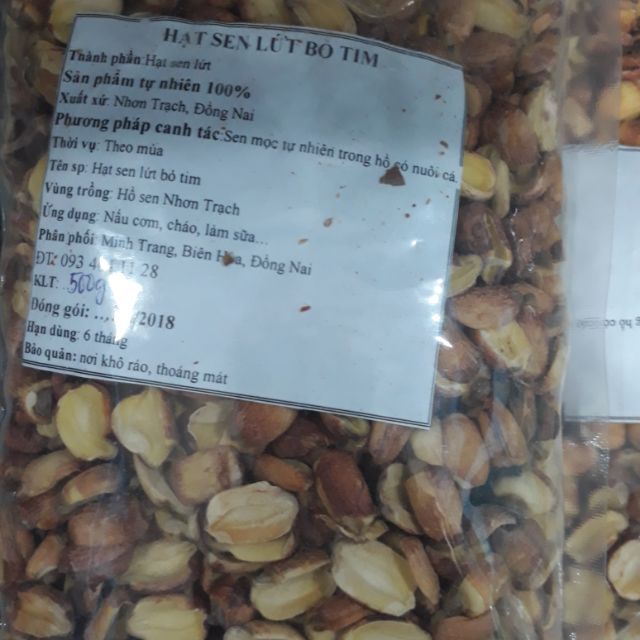 HẠT SEN LỨT BỎ TIM
Thành phần:Hạt sen lứt
Sản phẩm tự nhiên 100%
Xuất xứ: Nhơn Trạch, Đồng Nai
Phương pháp canh tác:Sen mọc tự nhiên trong hồ có nuôi cá.
Thời vụ: Theo mùa
Tên sp: Hạt sen lứt bỏ tim
Vùng trồng: Hồ sen Nhơn Trạch
Ứng dụng: Nấu cơm, cháo, làm sữa...
Phân phối: Minh Trang, Biên Hòa, Đồng Nai
ĐT: 093 28
KLT: 500g
Đóng gói: /2018
Hạn dùng: 6 tháng
Bảo quản: nơi khô ráo, thoáng mát